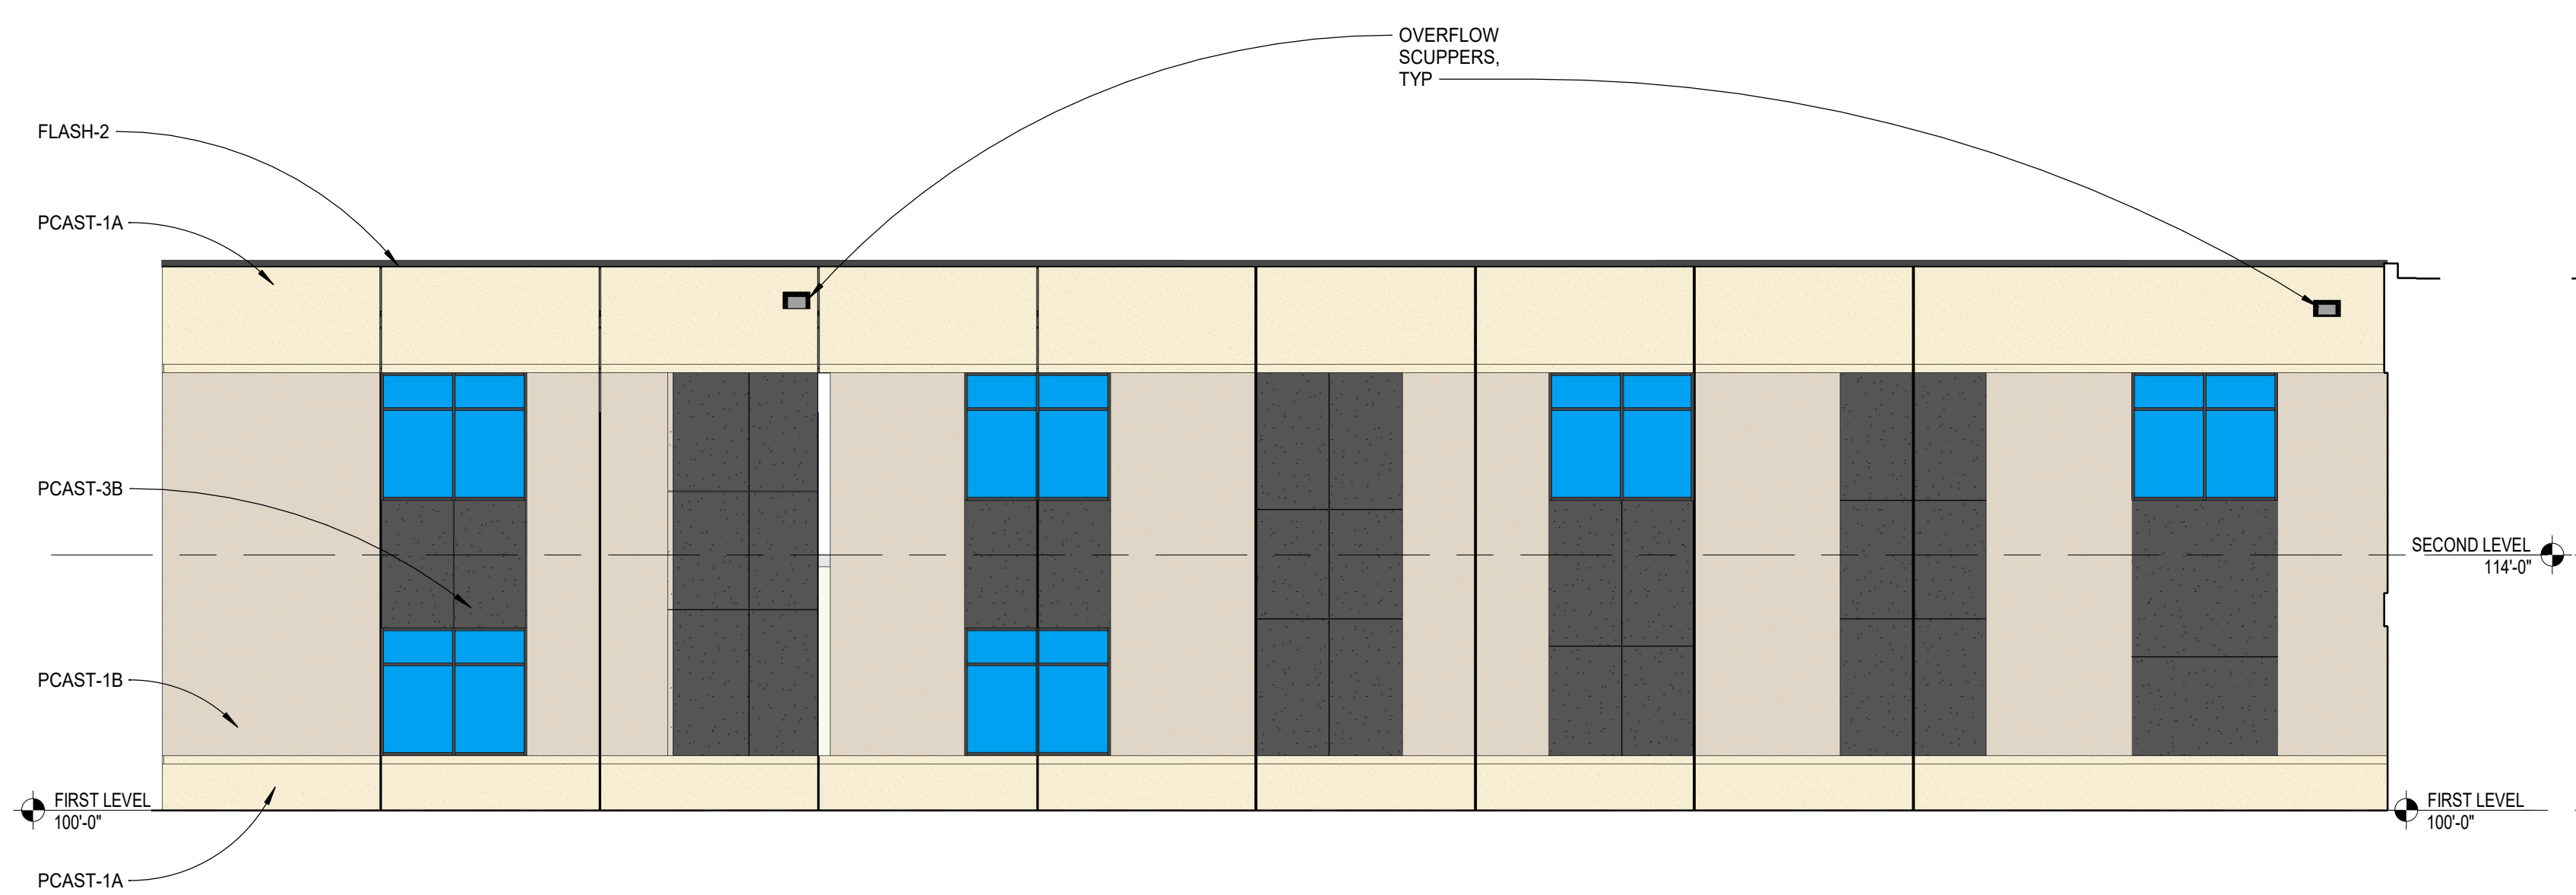 OVERFLOW
SCUPPERS,
TYP
FLASH-2
PCAST-1A
PCAST-3B
SECOND LEVEL
114'-0"
PCAST-1B
FIRST LEVEL
100'-0"
FIRST LEVEL
100'-0"
PCAST-1A